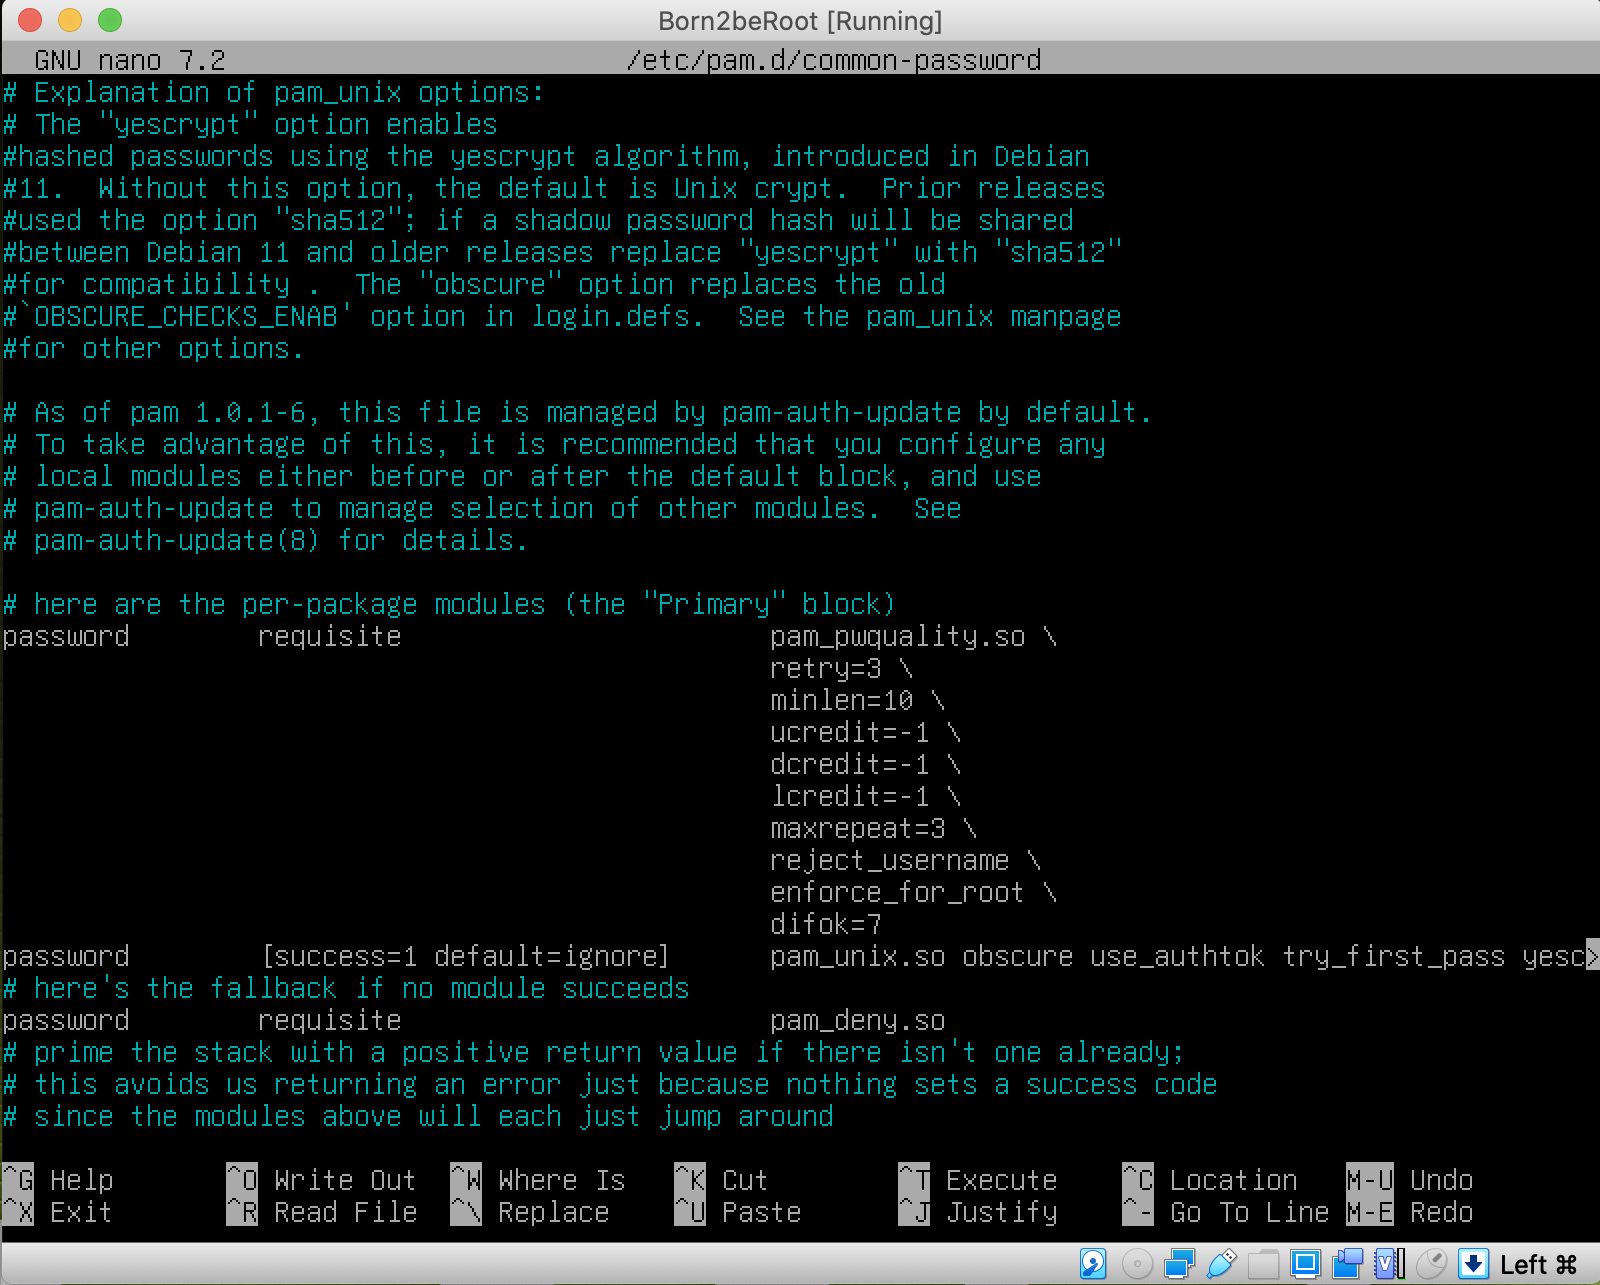 Born2beRoot [Running]
GNU nano 7.2 /etc/pam.d/common-password
# Explanation of pam_unix options:
# The "yescrypt" option enables
#hashed passwords using the yescrypt algorithm, introduced in Debian
#11.  Without this option, the default is Unix crypt.  Prior releases
#used the option "sha512"; if a shadow password hash will be shared
#between Debian 11 and older releases replace "yescrypt" with "sha512"
#for compatibility .  The "obscure" option replaces the old
#`OBSCURE_CHECKS_ENAB' option in login.defs.  See the pam_unix manpage
#for other options.
# As of pam 1.0.1-6, this file is managed by pam-auth-update by default.
# To take advantage of this, it is recommended that you configure any
# local modules either before or after the default block, and use
# pam-auth-update to manage selection of other modules.  See
# pam-auth-update(8) for details.
# here are the per-package modules (the "Primary" block)
password requisite pam_pwquality.so \
retry=3 \
minlen=10 \
ucredit=-1 \
dcredit=-1 \
lcredit=-1 \
maxrepeat=3 \
reject_username \
enforce_for_root \
difok=7
password [success=1 default=ignore] pam_unix.so obscure use_authtok try_first_pass yesc>
# here's the fallback if no module succeeds
password requisite pam_deny.so
# prime the stack with a positive return value if there isn't one already;
# this avoids us returning an error just because nothing sets a success code
# since the modules above will each just jump around
^G Help ^O Write Out ^W Where Is ^K Cut ^T Execute ^C Location M-U Undo
^X Exit ^R Read File ^\ Replace ^U Paste ^J Justify ^- Go To Line M-E Redo
Left ⌘